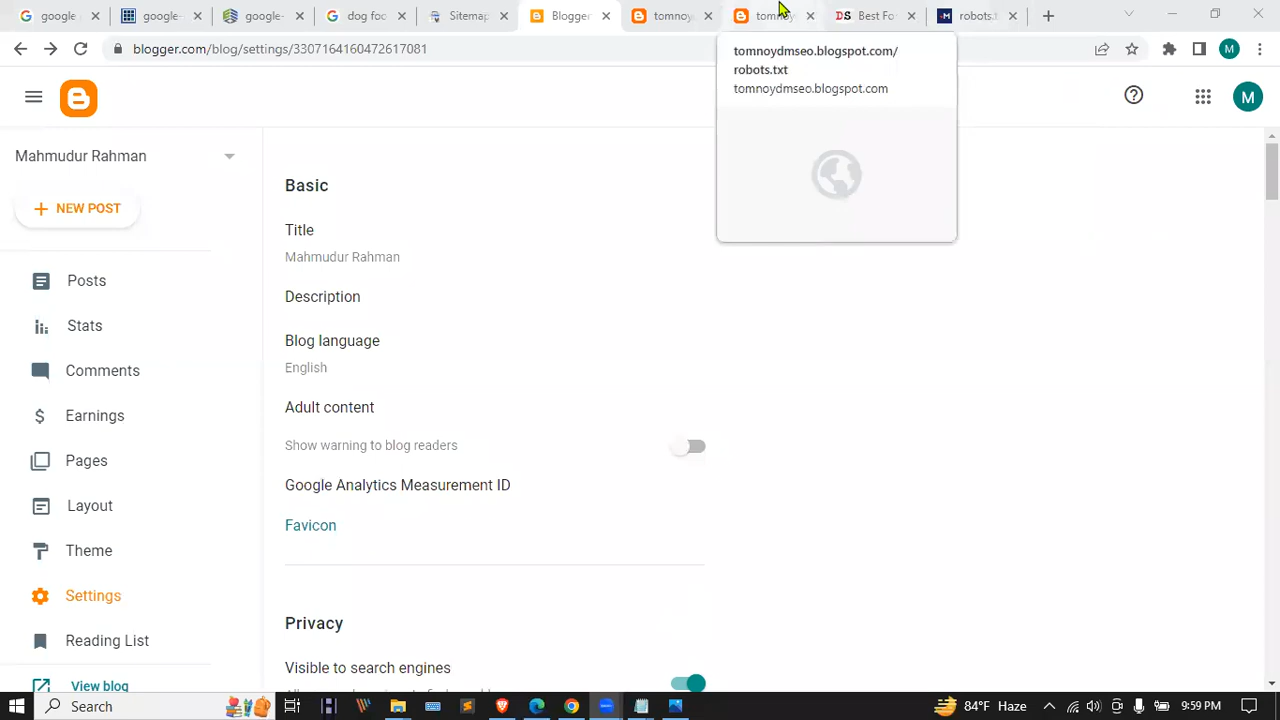 google-
google-
google-
dog foo
Sitemap
Blogger
tomnoy
tomnoy
DS Best Fo
M robots.t
blogger.com/blog/settings/3307164160472617081
M
tomnoydmseo.blogspot.com/
robots.txt
tomnoydmseo.blogspot.com
M
Mahmudur Rahman
NEW POST
Posts
Stats
Comments
Earnings
Pages
Layout
Theme
Settings
Reading List
View blog
Basic
Title
Mahmudur Rahman
Description
Blog language
English
Adult content
Show warning to blog readers
Google Analytics Measurement ID
Favicon
Privacy
Visible to search engines
Search
84°F Haze
9:59 PM